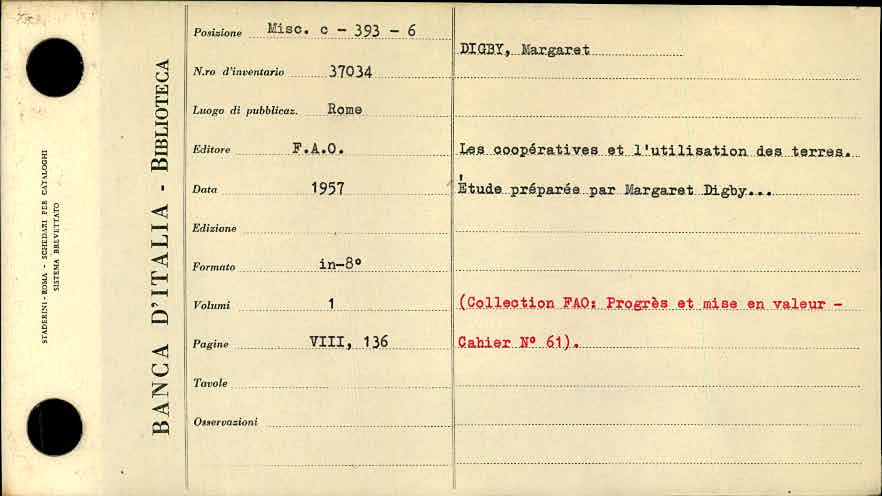 STADERINI - ROMA - SCHEDARI PER CATALOGHI
SISTEMA BREVETTATO
BANCA D'ITALIA - BIBLIOTECA
Posizione Misc. c - 393 - 6
N.ro d'inventario 37034
Luogo di pubblicaz. Rome
Editore F.A.O.
Data 1957
Edizione
Formato in-8°
Volumi 1
Pagine VIII, 136
Tavole
Osservazioni
DIGBY, Margaret
Les coopératives et l'utilisation des terres.
Étude préparée par Margaret Digby...
(Collection FAO: Progrès et mise en valeur -
Cahier N° 61).